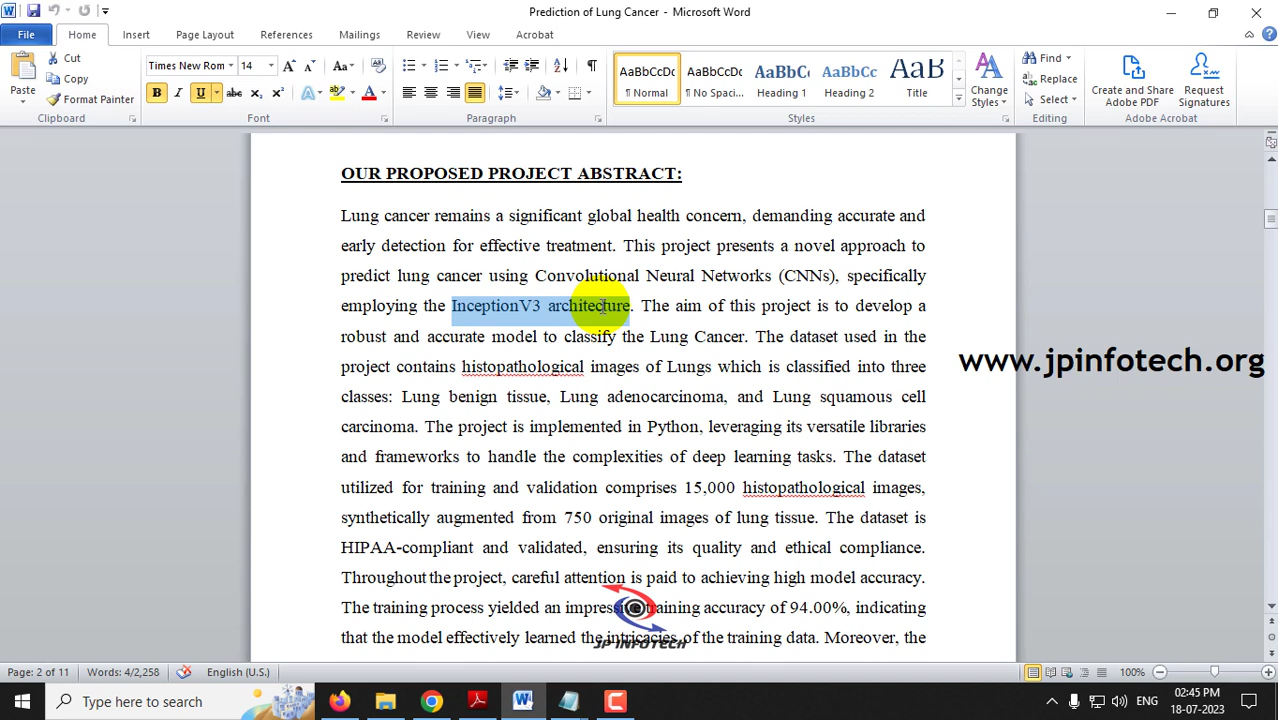 Prediction of Lung Cancer - Microsoft Word
File Home Insert Page Layout References Mailings Review View Acrobat
Paste
Cut
Copy
Format Painter
Clipboard
Times New Rom 14
Font
Paragraph
AaBbCcDc
¶ Normal
AaBbCcDc
¶ No Spaci...
AaBbCc
Heading 1
AaBbCc
Heading 2
AaB
Title
Change
Styles
Styles
Find
Replace
Select
Editing
Create and Share
Adobe PDF
Request
Signatures
Adobe Acrobat
OUR PROPOSED PROJECT ABSTRACT:
Lung cancer remains a significant global health concern, demanding accurate and
early detection for effective treatment. This project presents a novel approach to
predict lung cancer using Convolutional Neural Networks (CNNs), specifically
employing the InceptionV3 architecture. The aim of this project is to develop a
robust and accurate model to classify the Lung Cancer. The dataset used in the
project contains histopathological images of Lungs which is classified into three
classes: Lung benign tissue, Lung adenocarcinoma, and Lung squamous cell
carcinoma. The project is implemented in Python, leveraging its versatile libraries
and frameworks to handle the complexities of deep learning tasks. The dataset
utilized for training and validation comprises 15,000 histopathological images,
synthetically augmented from 750 original images of lung tissue. The dataset is
HIPAA-compliant and validated, ensuring its quality and ethical compliance.
Throughout the project, careful attention is paid to achieving high model accuracy.
The training process yielded an impressive training accuracy of 94.00%, indicating
that the model effectively learned the intricacies of the training data. Moreover, the
www.jpinfotech.org
JP INFOTECH
Page: 2 of 11 Words: 4/2,258 English (U.S.) 100%
Type here to search
ENG
02:45 PM
18-07-2023